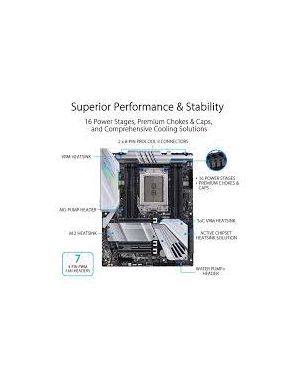 Superior Performance & Stability
16 Power Stages, Premium Chokes & Caps,
and Comprehensive Cooling Solutions
2 x 8-PIN PROCOOL II CONNECTORS
VRM HEATSINK
• 16 POWER STAGES
• PREMIUM CHOKES &
CAPS
AIO PUMP HEADER
SoC VRM HEATSINK
M.2 HEATSINK
ACTIVE CHIPSET
HEATSINK SOLUTION
7
4-PIN PWM
FAN HEADERS
WATER PUMP+
HEADER